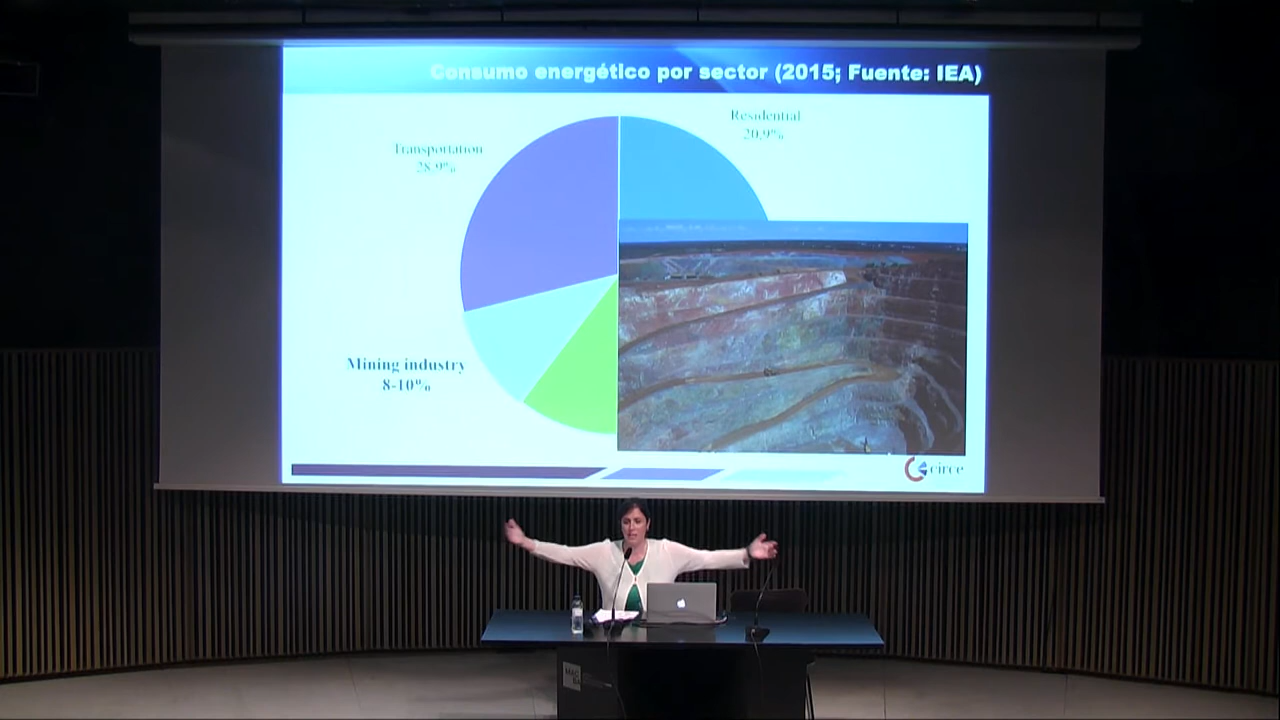 Consumo energético por sector (2015; Fuente: IEA)
Residential
20,9%
Transportation
28,9%
Mining industry
8-10%
circe